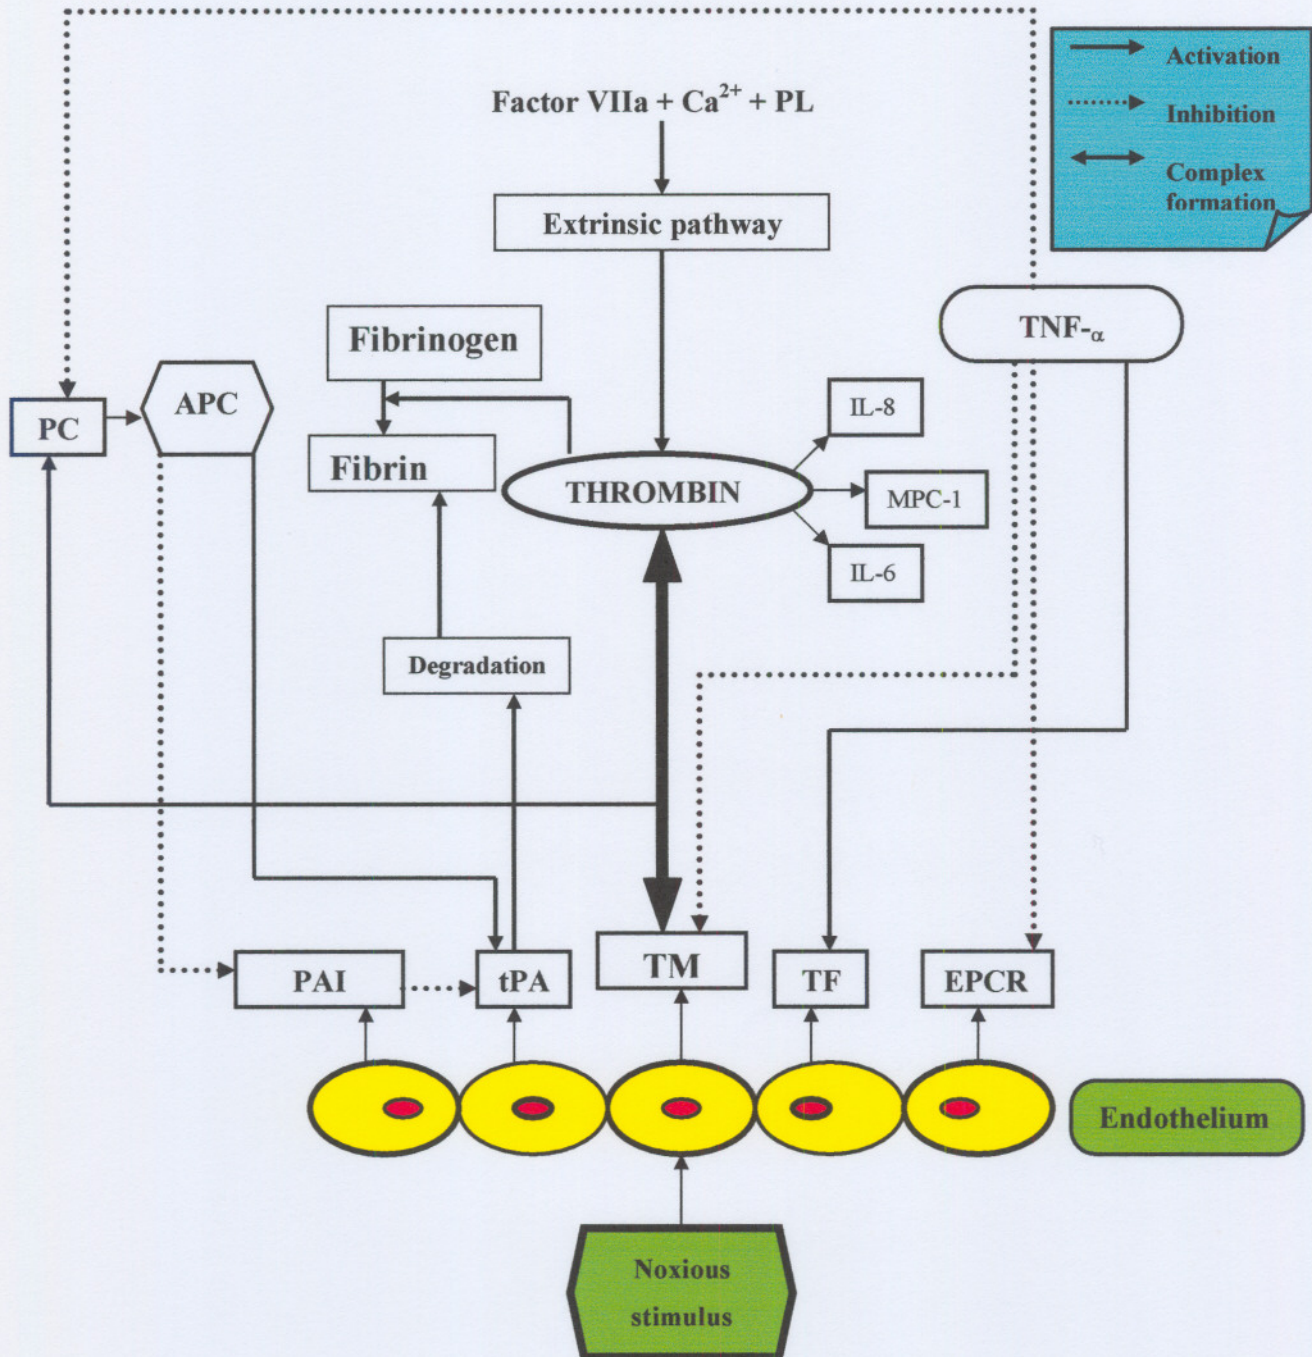 Activation
Inhibition
Complex
formation
Factor VIIa + Ca²⁺ + PL
Extrinsic pathway
TNF-α
Fibrinogen
APC
PC
IL-8
Fibrin
THROMBIN
MPC-1
IL-6
Degradation
PAI
tPA
TM
TF
EPCR
Endothelium
Noxious
stimulus